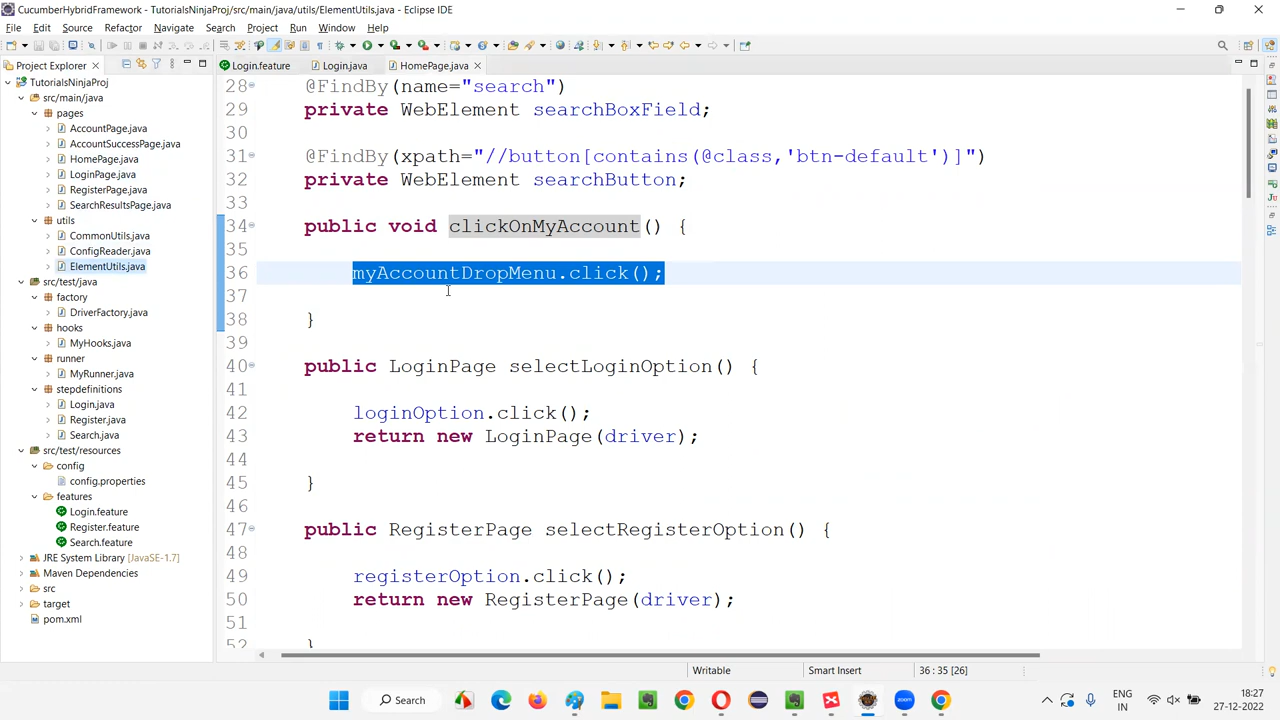 CucumberHybridFramework - TutorialsNinjaProj/src/main/java/utils/ElementUtils.java - Eclipse IDE
File Edit Source Refactor Navigate Search Project Run Window Help
Project Explorer
Login.feature Login.java HomePage.java
TutorialsNinjaProj
src/main/java
pages
AccountPage.java
AccountSuccessPage.java
HomePage.java
LoginPage.java
RegisterPage.java
SearchResultsPage.java
utils
CommonUtils.java
ConfigReader.java
ElementUtils.java
src/test/java
factory
DriverFactory.java
hooks
MyHooks.java
runner
MyRunner.java
stepdefinitions
Login.java
Register.java
Search.java
src/test/resources
config
config.properties
features
Login.feature
Register.feature
Search.feature
JRE System Library [JavaSE-1.7]
Maven Dependencies
src
target
pom.xml
28 @FindBy(name="search")
29 private WebElement searchBoxField;
30
31 @FindBy(xpath="//button[contains(@class,'btn-default')]")
32 private WebElement searchButton;
33
34 public void clickOnMyAccount() {
35
36 myAccountDropMenu.click();
37
38 }
39
40 public LoginPage selectLoginOption() {
41
42 loginOption.click();
43 return new LoginPage(driver);
44
45 }
46
47 public RegisterPage selectRegisterOption() {
48
49 registerOption.click();
50 return new RegisterPage(driver);
51
52 }
Writable Smart Insert 36 : 35 [26]
Search
ENG
IN
18:27
27-12-2022